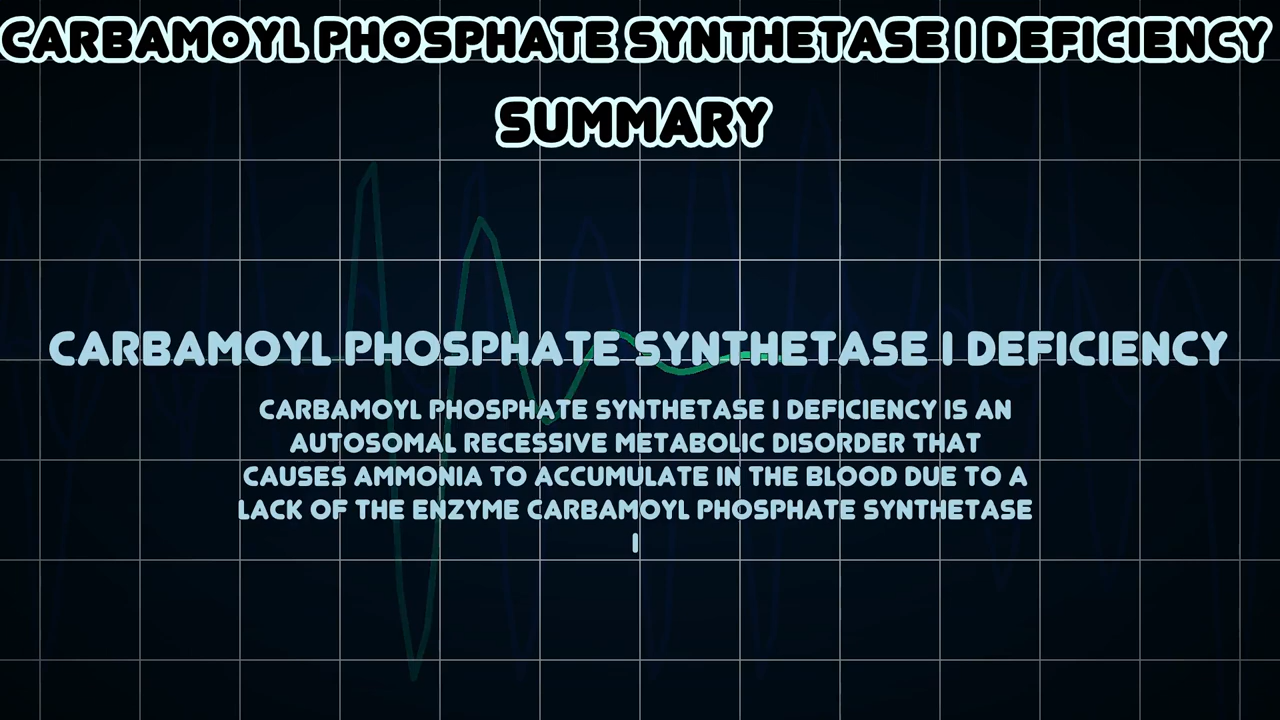 CARBAMOYL PHOSPHATE SYNTHETASE I DEFICIENCY
SUMMARY
CARBAMOYL PHOSPHATE SYNTHETASE I DEFICIENCY
CARBAMOYL PHOSPHATE SYNTHETASE I DEFICIENCY IS AN
AUTOSOMAL RECESSIVE METABOLIC DISORDER THAT
CAUSES AMMONIA TO ACCUMULATE IN THE BLOOD DUE TO A
LACK OF THE ENZYME CARBAMOYL PHOSPHATE SYNTHETASE
I